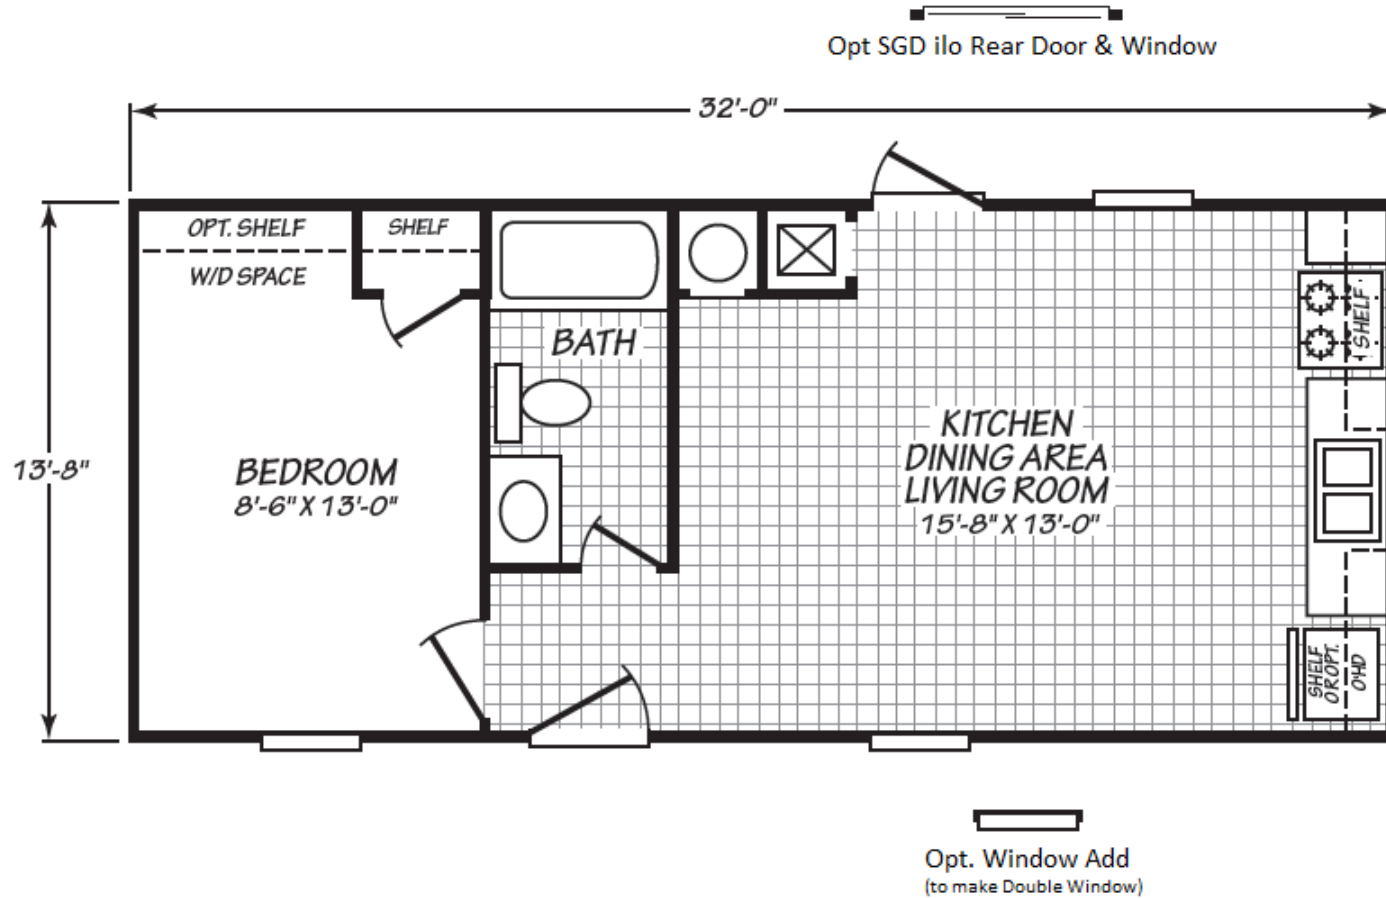 Opt SGD ilo Rear Door & Window
32'-0"
OPT. SHELF
W/D SPACE
SHELF
BATH
SHELF
13'-8"
BEDROOM
8'-6" X 13'-0"
KITCHEN
DINING AREA
LIVING ROOM
15'-8" X 13'-0"
SHELF
OR OPT.
OHD
Opt. Window Add
(to make Double Window)